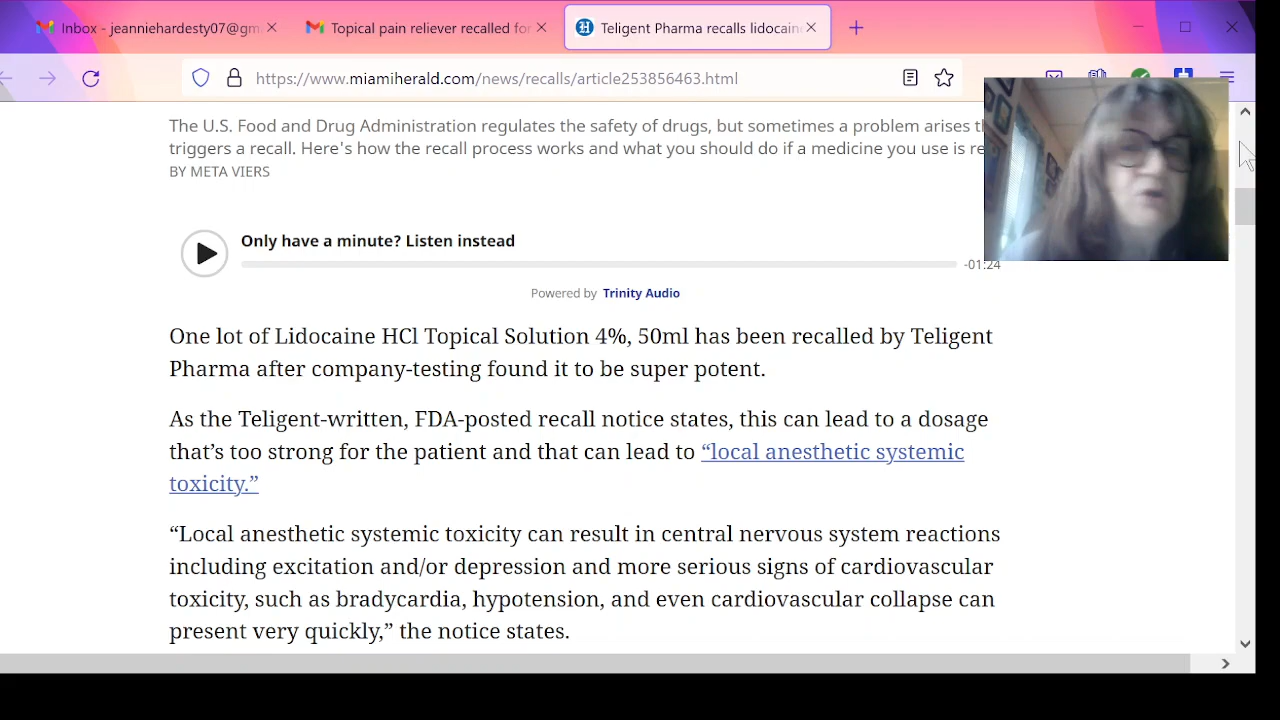 Inbox - jeanniehardesty07@gm
Topical pain reliever recalled for
Teligent Pharma recalls lidocain
https://www.miamiherald.com/news/recalls/article253856463.html
The U.S. Food and Drug Administration regulates the safety of drugs, but sometimes a problem arises th
triggers a recall. Here's how the recall process works and what you should do if a medicine you use is re
BY META VIERS
Only have a minute? Listen instead
-01:24
Powered by Trinity Audio
One lot of Lidocaine HCl Topical Solution 4%, 50ml has been recalled by Teligent
Pharma after company-testing found it to be super potent.
As the Teligent-written, FDA-posted recall notice states, this can lead to a dosage
that’s too strong for the patient and that can lead to “local anesthetic systemic
toxicity.”
“Local anesthetic systemic toxicity can result in central nervous system reactions
including excitation and/or depression and more serious signs of cardiovascular
toxicity, such as bradycardia, hypotension, and even cardiovascular collapse can
present very quickly,” the notice states.